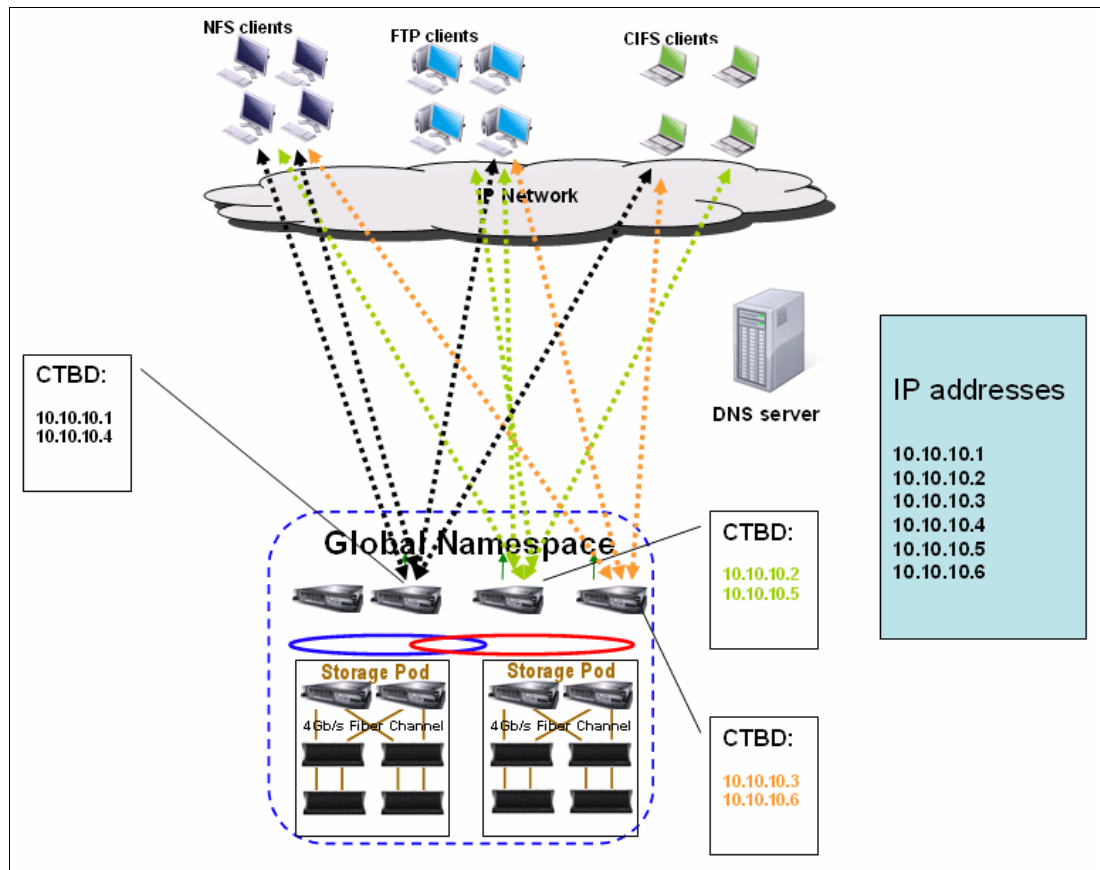 NFS clients
FTP clients
CIFS clients
IP Network
DNS server
CTBD:
10.10.10.1
10.10.10.4
IP addresses
10.10.10.1
10.10.10.2
10.10.10.3
10.10.10.4
10.10.10.5
10.10.10.6
Global Namespace
CTBD:
10.10.10.2
10.10.10.5
Storage Pod
4Gb/s Fiber Channel
Storage Pod
4Gb/s Fiber Channel
CTBD:
10.10.10.3
10.10.10.6